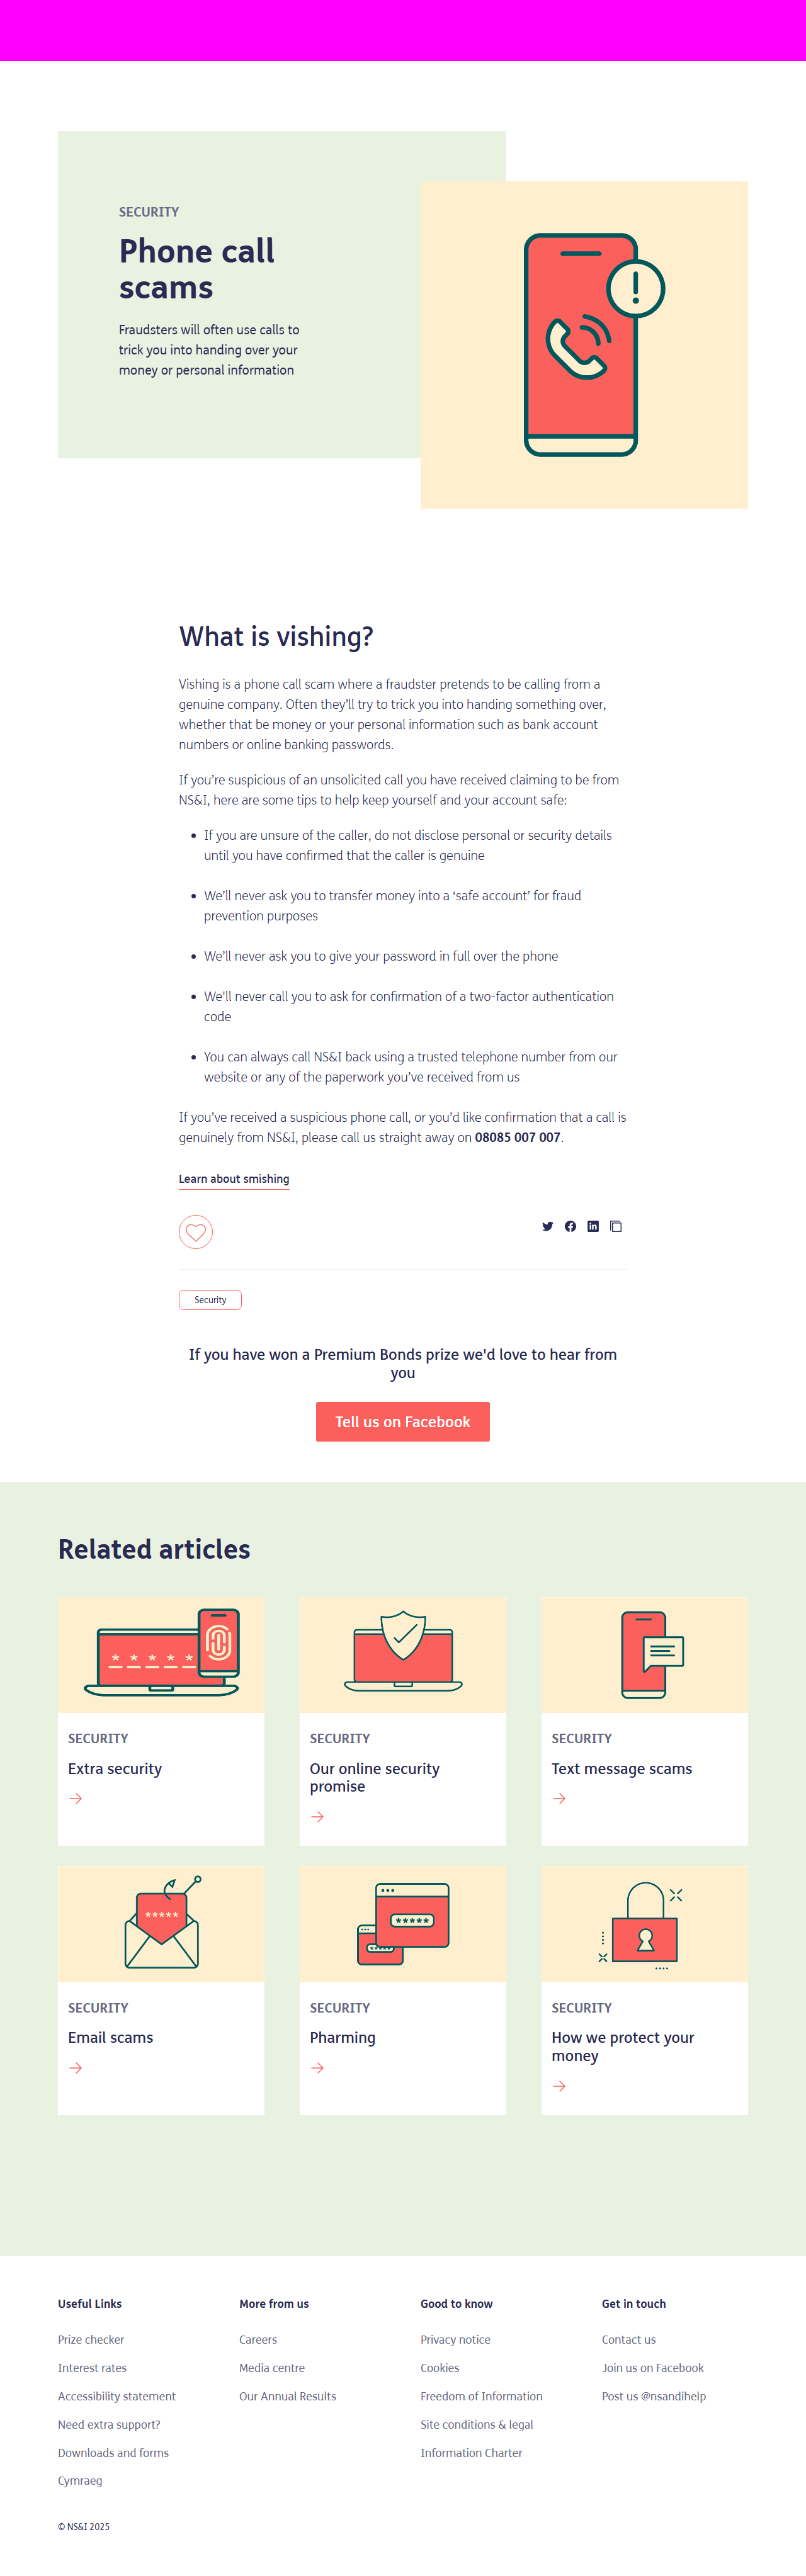 SECURITY
Phone call
scams
Fraudsters will often use calls to
trick you into handing over your
money or personal information
What is vishing?
Vishing is a phone call scam where a fraudster pretends to be calling from a
genuine company. Often they’ll try to trick you into handing something over,
whether that be money or your personal information such as bank account
numbers or online banking passwords.
If you’re suspicious of an unsolicited call you have received claiming to be from
NS&I, here are some tips to help keep yourself and your account safe:
• If you are unsure of the caller, do not disclose personal or security details
until you have confirmed that the caller is genuine
• We’ll never ask you to transfer money into a ‘safe account’ for fraud
prevention purposes
• We’ll never ask you to give your password in full over the phone
• We'll never call you to ask for confirmation of a two-factor authentication
code
• You can always call NS&I back using a trusted telephone number from our
website or any of the paperwork you’ve received from us
If you’ve received a suspicious phone call, or you’d like confirmation that a call is
genuinely from NS&I, please call us straight away on 08085 007 007.
Learn about smishing
Security
If you have won a Premium Bonds prize we'd love to hear from
you
Tell us on Facebook
Related articles
SECURITY
Extra security
SECURITY
Our online security
promise
SECURITY
Text message scams
SECURITY
Email scams
SECURITY
Pharming
SECURITY
How we protect your
money
Useful Links
Prize checker
Interest rates
Accessibility statement
Need extra support?
Downloads and forms
Cymraeg
More from us
Careers
Media centre
Our Annual Results
Good to know
Privacy notice
Cookies
Freedom of Information
Site conditions & legal
Information Charter
Get in touch
Contact us
Join us on Facebook
Post us @nsandihelp
© NS&I 2025